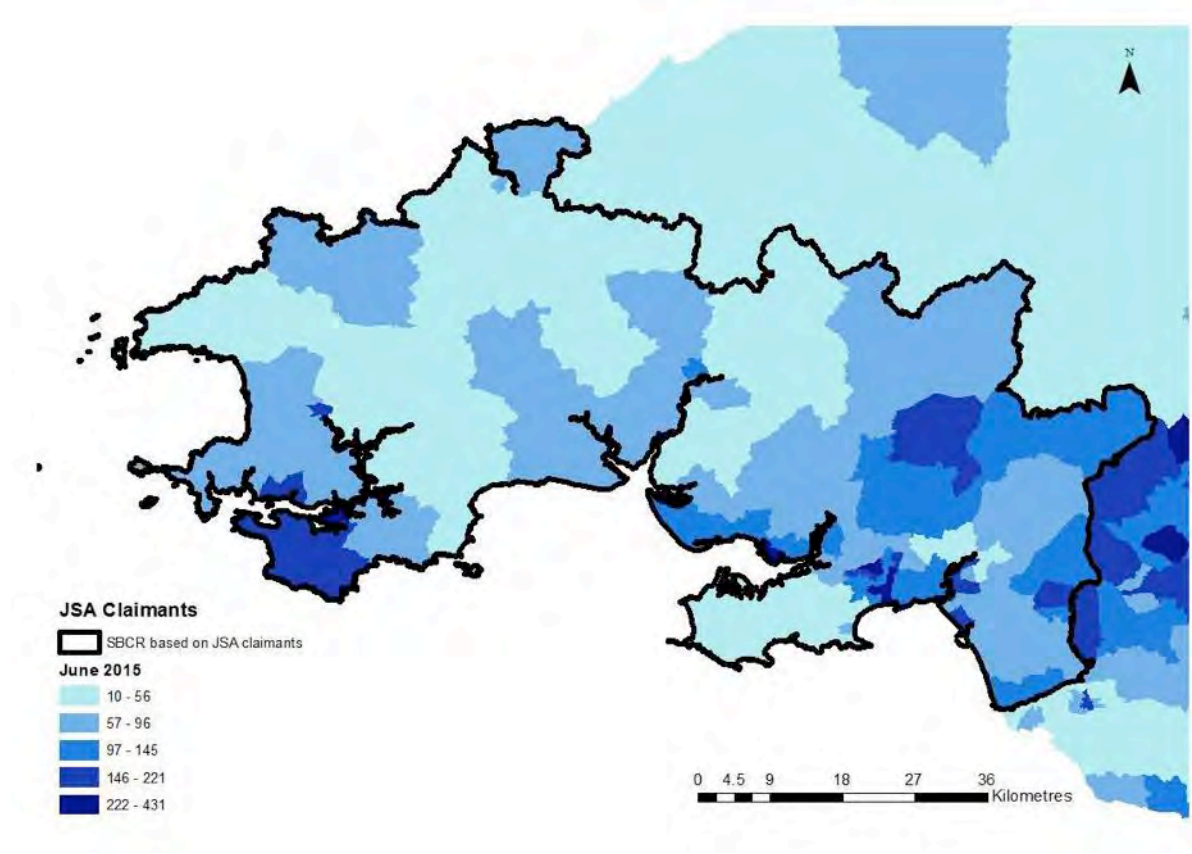 N
JSA Claimants
SBCR based on JSA claimants
June 2015
10 - 56
57 - 96
97 - 145
146 - 221
222 - 431
0 4.5 9 18 27 36
Kilometres